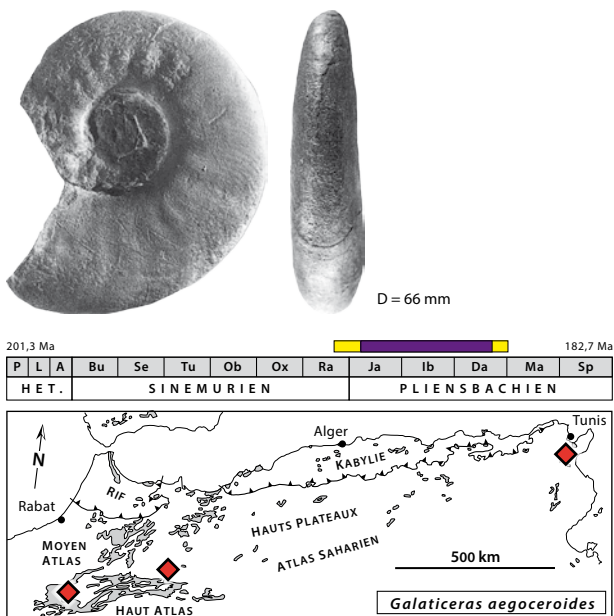 D = 66 mm
201,3 Ma 182,7 Ma
P L A Bu Se Tu Ob Ox Ra Ja Ib Da Ma Sp
HET. SINEMURIEN PLIENSBACHIEN
Tunis
Alger
N
KABYLIE
RIF
Rabat
HAUTS PLATEAUX
MOYEN
ATLAS
ATLAS SAHARIEN
500 km
HAUT ATLAS
Galaticeras aegoceroides